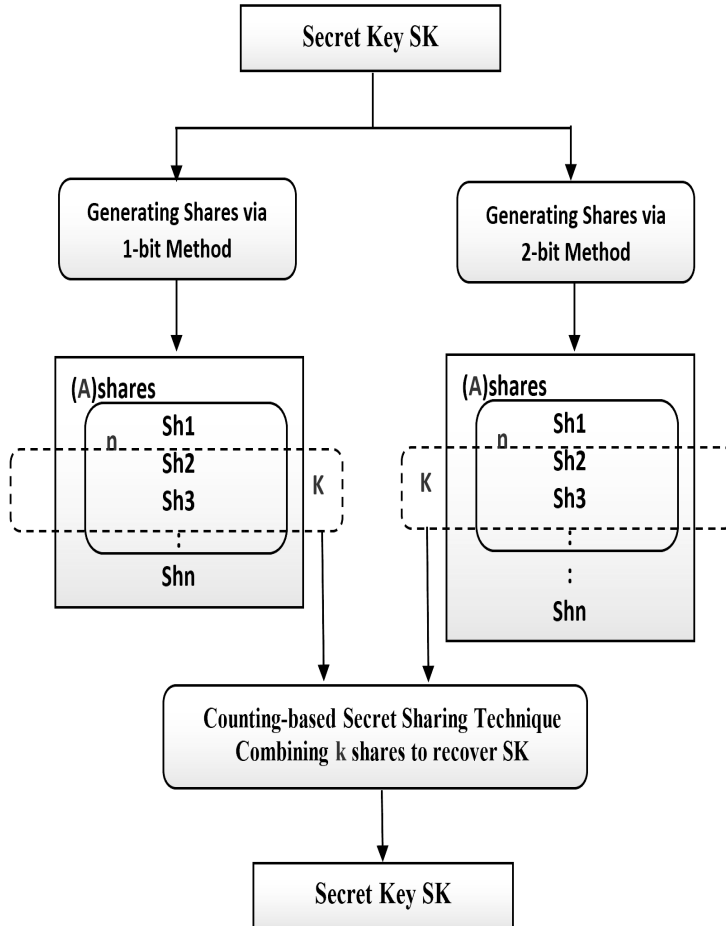 Secret Key SK
Generating Shares via
1-bit Method
Generating Shares via
2-bit Method
(A)shares
n
Sh1
Sh2
Sh3
K
:
Shn
(A)shares
n
Sh1
Sh2
Sh3
K
:
:
Shn
Counting-based Secret Sharing Technique
Combining k shares to recover SK
Secret Key SK